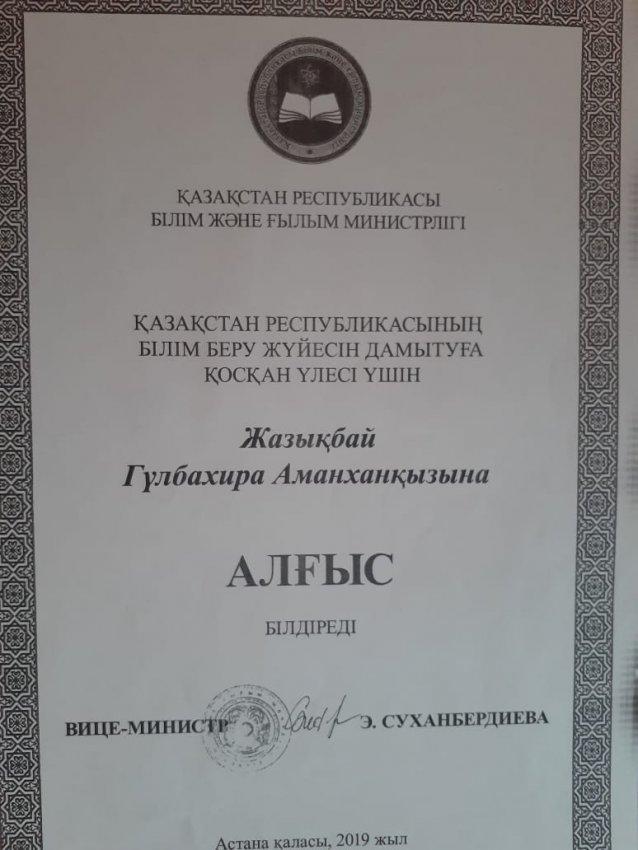 ҚАЗАҚСТАН РЕСПУБЛИКАСЫ
БІЛІМ ЖӘНЕ ҒЫЛЫМ МИНИСТРЛІГІ
ҚАЗАҚСТАН РЕСПУБЛИКАСЫНЫҢ
БІЛІМ БЕРУ ЖҮЙЕСІН ДАМЫТУҒА
ҚОСҚАН ҮЛЕСІ ҮШІН
Жазықбай
Гүлбахира Аманханқызына
АЛҒЫС
БІЛДІРЕДІ
ВИЦЕ-МИНИСТР Э. СУХАНБЕРДИЕВА
Астана қаласы, 2019 жыл